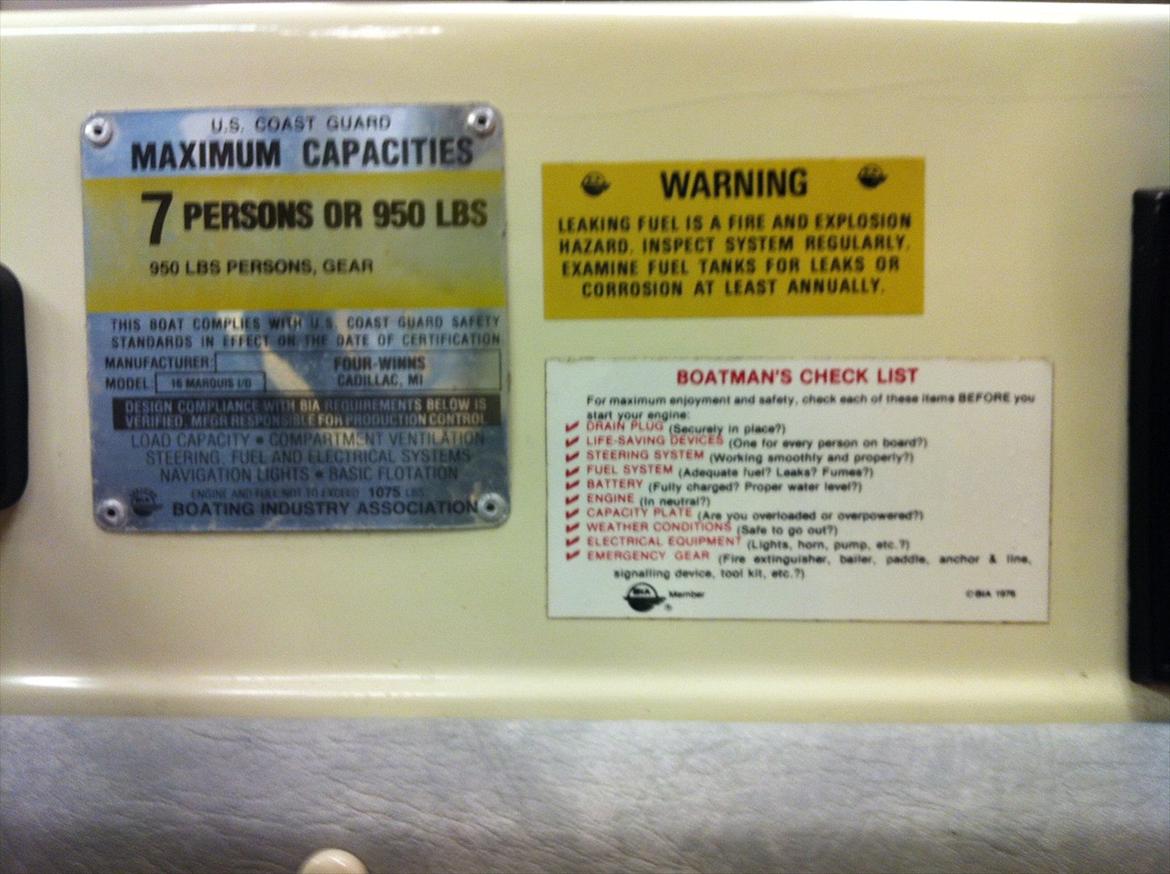 U.S. COAST GUARD
MAXIMUM CAPACITIES
7 PERSONS OR 950 LBS
950 LBS PERSONS, GEAR
THIS BOAT COMPLIES WITH U.S. COAST GUARD SAFETY
STANDARDS IN EFFECT ON THE DATE OF CERTIFICATION
MANUFACTURER: FOUR-WINNS
MODEL: 16 MARQUIS I/O CADILLAC, MI
DESIGN COMPLIANCE WITH BIA REQUIREMENTS BELOW IS
VERIFIED. MFGR RESPONSIBLE FOR PRODUCTION CONTROL
LOAD CAPACITY • COMPARTMENT VENTILATION
STEERING, FUEL AND ELECTRICAL SYSTEMS
NAVIGATION LIGHTS • BASIC FLOTATION
ENGINE AND FUEL NOT TO EXCEED 1075 LBS.
BIA BOATING INDUSTRY ASSOCIATION
WARNING
LEAKING FUEL IS A FIRE AND EXPLOSION
HAZARD. INSPECT SYSTEM REGULARLY.
EXAMINE FUEL TANKS FOR LEAKS OR
CORROSION AT LEAST ANNUALLY.
BOATMAN'S CHECK LIST
For maximum enjoyment and safety, check each of these items BEFORE you
start your engine:
DRAIN PLUG (Securely in place?)
LIFE-SAVING DEVICES (One for every person on board?)
STEERING SYSTEM (Working smoothly and properly?)
FUEL SYSTEM (Adequate fuel? Leaks? Fumes?)
BATTERY (Fully charged? Proper water level?)
ENGINE (In neutral?)
CAPACITY PLATE (Are you overloaded or overpowered?)
WEATHER CONDITIONS (Safe to go out?)
ELECTRICAL EQUIPMENT (Lights, horn, pump, etc.?)
EMERGENCY GEAR (Fire extinguisher, bailer, paddle, anchor & line,
signalling device, tool kit, etc.?)
BIA ® Member ©BIA 1976